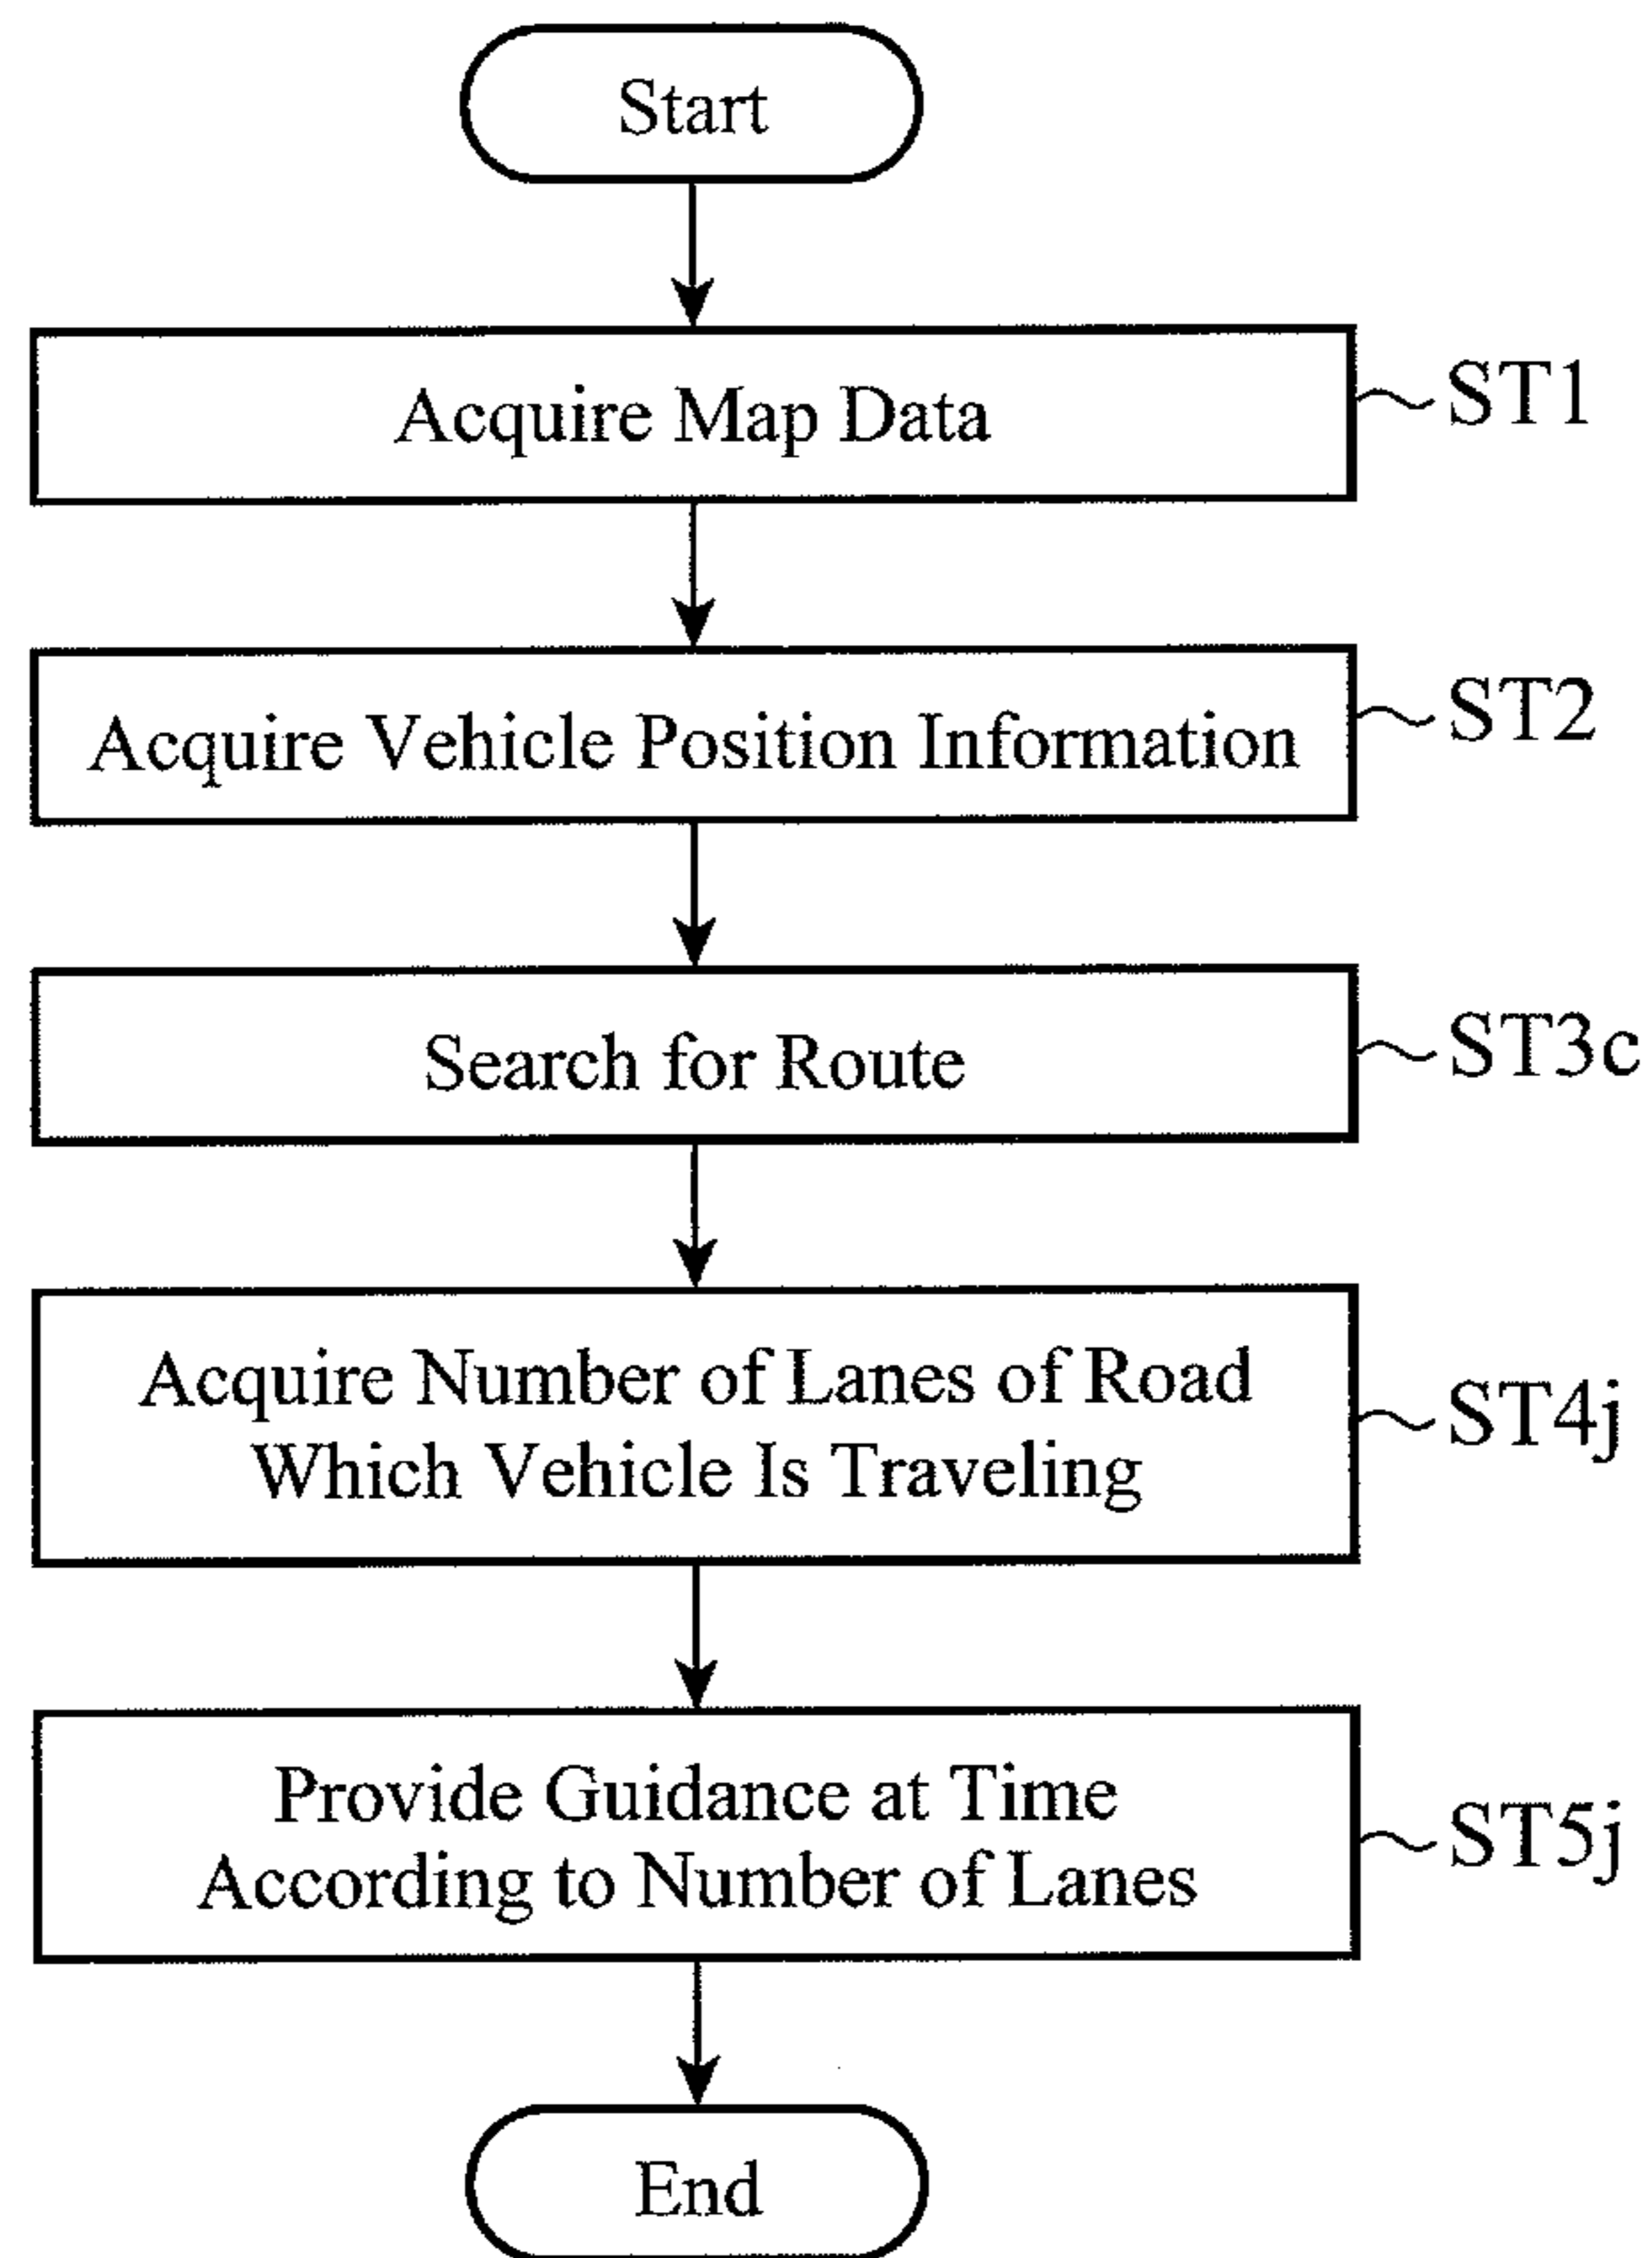 Start
Acquire Map Data
ST1
Acquire Vehicle Position Information
ST2
Search for Route
ST3c
Acquire Number of Lanes of Road
Which Vehicle Is Traveling
ST4j
Provide Guidance at Time
According to Number of Lanes
ST5j
End